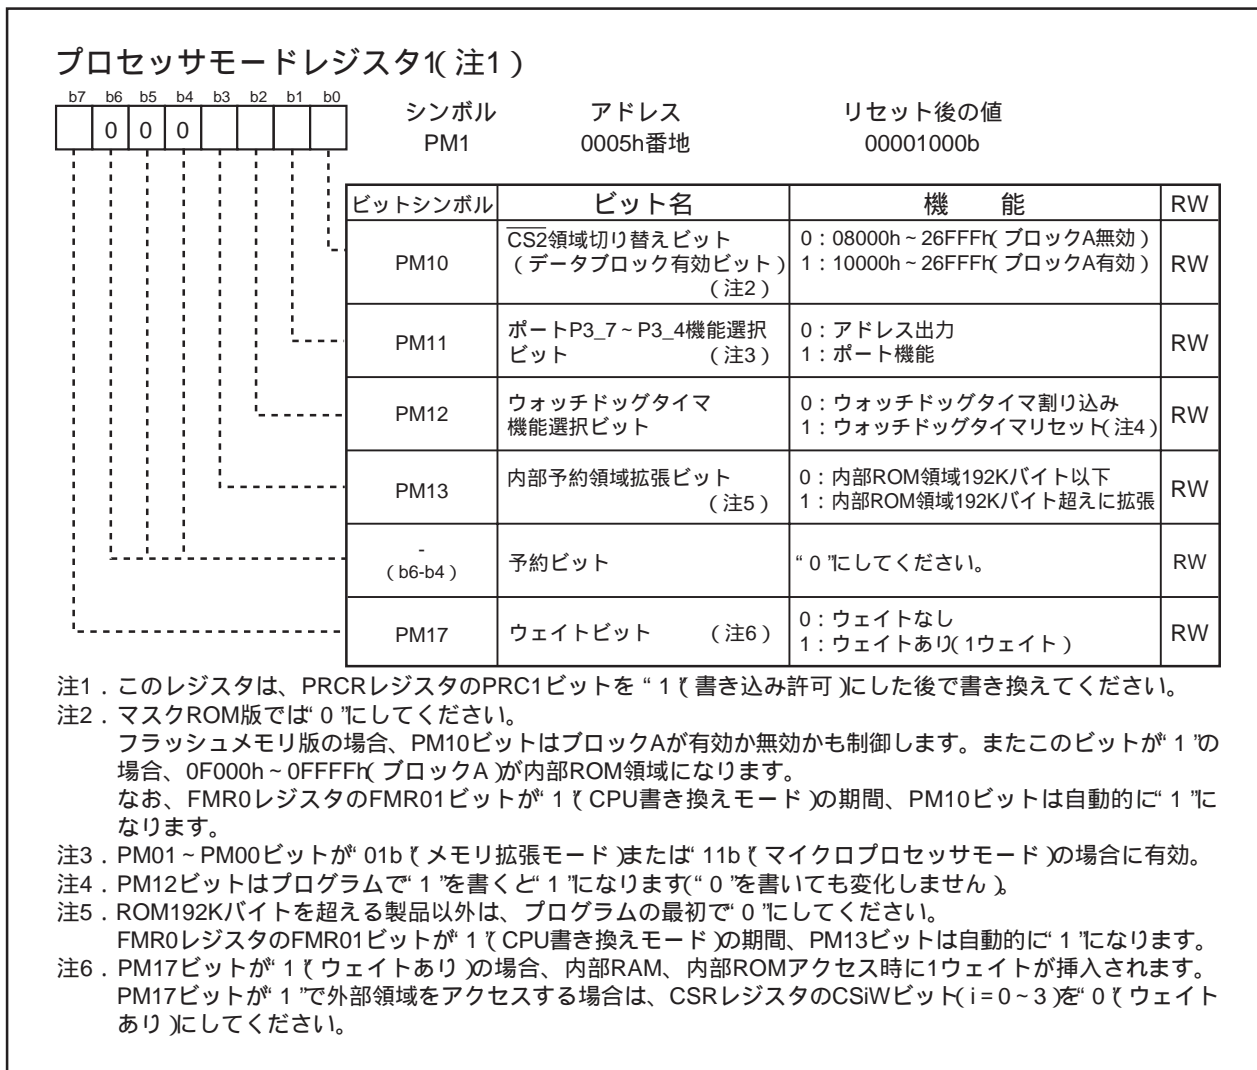 プロセッサモードレジスタ1(注1)
b7 b6 b5 b4 b3 b2 b1 b0
0 0 0
シンボル アドレス リセット後の値
PM1 0005h番地 00001000b
ビットシンボル ビット名 機 能 RW
PM10 CS2領域切り替えビット
(データブロック有効ビット)
(注2)
0:08000h~26FFFh(ブロックA無効)
1:10000h~26FFFh(ブロックA有効)
RW
PM11 ポートP3_7~P3_4機能選択
ビット (注3)
0:アドレス出力
1:ポート機能
RW
PM12 ウォッチドッグタイマ
機能選択ビット
0:ウォッチドッグタイマ割り込み
1:ウォッチドッグタイマリセット(注4)
RW
PM13 内部予約領域拡張ビット
(注5)
0:内部ROM領域192Kバイト以下
1:内部ROM領域192Kバイト超えに拡張
RW
-
(b6-b4)
予約ビット “0”にしてください。 RW
PM17 ウェイトビット (注6)
0:ウェイトなし
1:ウェイトあり(1ウェイト)
RW
注1.このレジスタは、PRCRレジスタのPRC1ビットを“1”(書き込み許可)にした後で書き換えてください。
注2.マスクROM版では“0”にしてください。
フラッシュメモリ版の場合、PM10ビットはブロックAが有効か無効かも制御します。またこのビットが“1”の
場合、0F000h~0FFFFh(ブロックA)が内部ROM領域になります。
なお、FMR0レジスタのFMR01ビットが“1”(CPU書き換えモード)の期間、PM10ビットは自動的に“1”に
なります。
注3.PM01~PM00ビットが“01b”(メモリ拡張モード)または“11b”(マイクロプロセッサモード)の場合に有効。
注4.PM12ビットはプログラムで“1”を書くと“1”になります(“0”を書いても変化しません)。
注5.ROM192Kバイトを超える製品以外は、プログラムの最初で“0”にしてください。
FMR0レジスタのFMR01ビットが“1”(CPU書き換えモード)の期間、PM13ビットは自動的に“1”になります。
注6.PM17ビットが“1”(ウェイトあり)の場合、内部RAM、内部ROMアクセス時に1ウェイトが挿入されます。
PM17ビットが“1”で外部領域をアクセスする場合は、CSRレジスタのCSiWビット(i=0~3)を“0”(ウェイト
あり)にしてください。